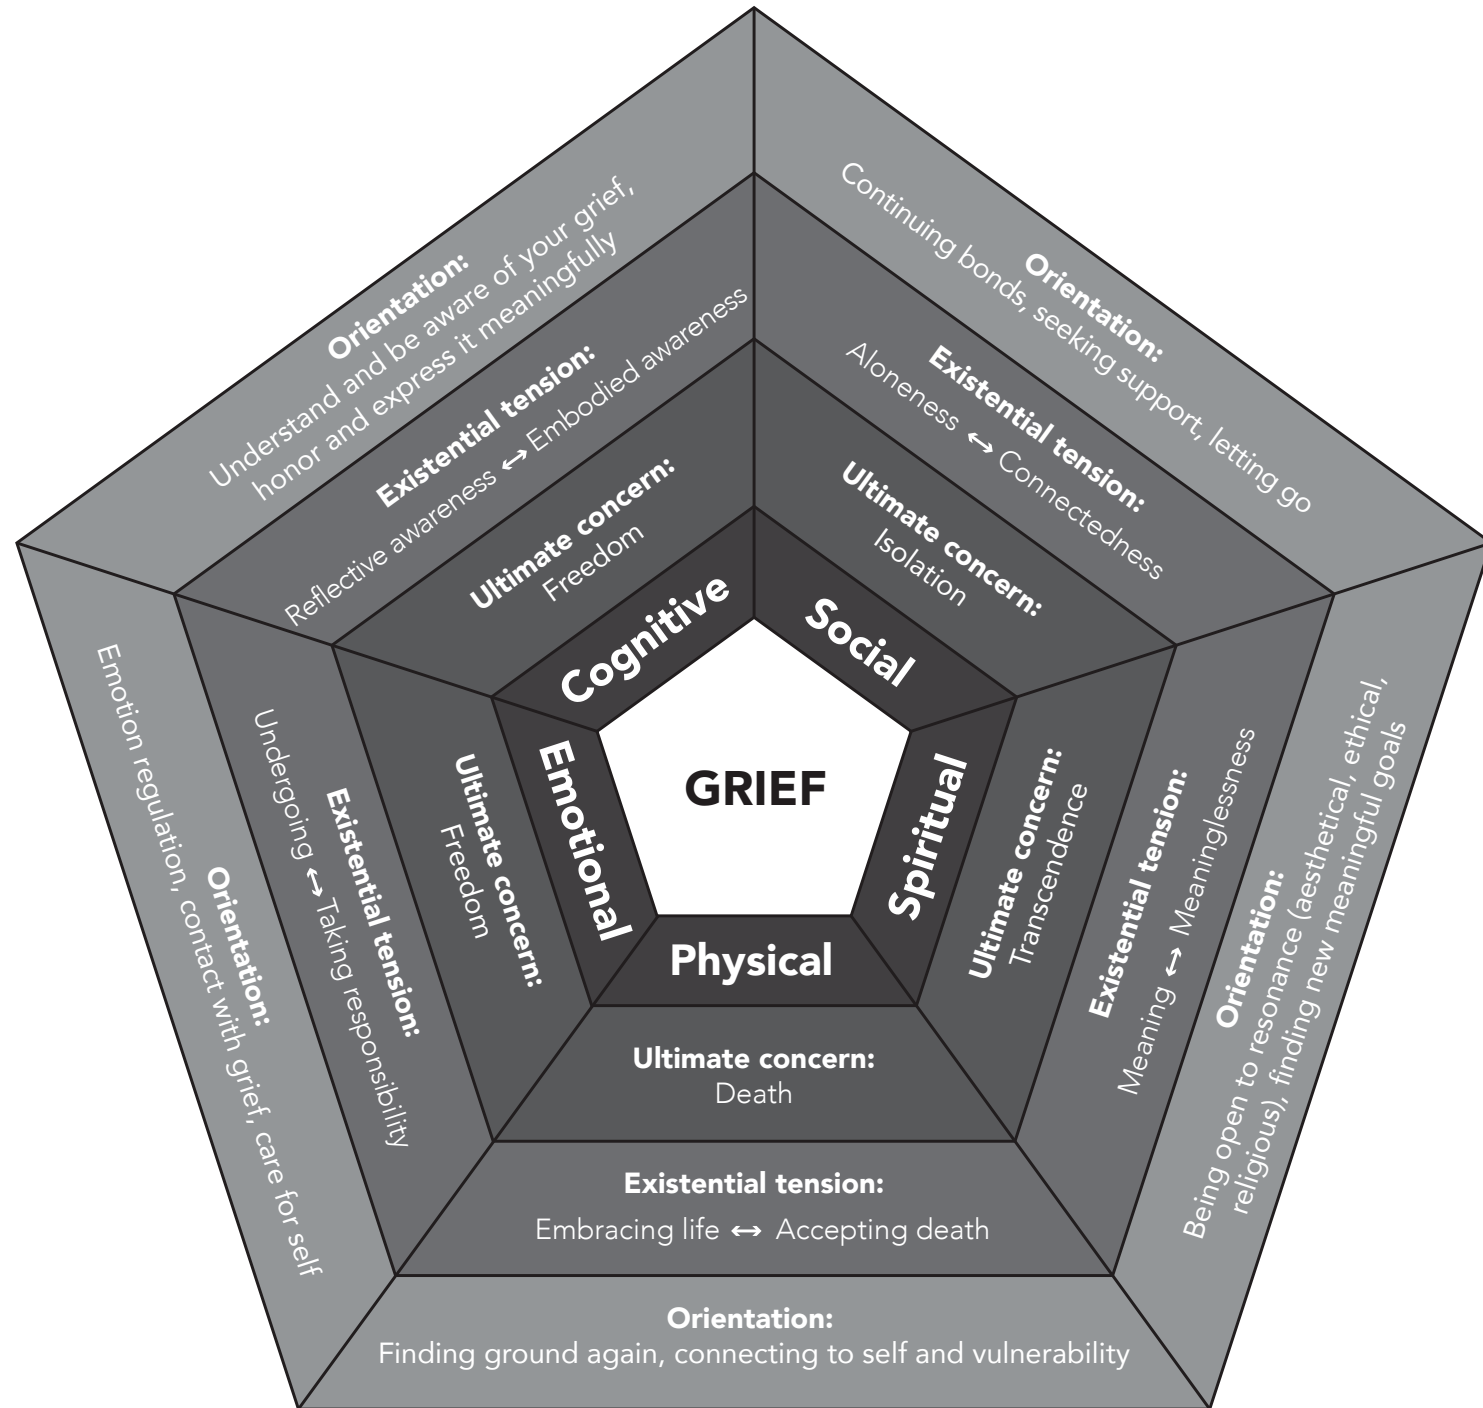 GRIEF
Cognitive
Ultimate concern:
Freedom
Existential tension:
Reflective awareness ↔ Embodied awareness
Orientation:
Understand and be aware of your grief,
honor and express it meaningfully
Social
Ultimate concern:
Isolation
Existential tension:
Aloneness ↔ Connectedness
Orientation:
Continuing bonds, seeking support, letting go
Spiritual
Ultimate concern:
Transcendence
Existential tension:
Meaning ↔ Meaninglessness
Orientation:
Being open to resonance (aesthetical, ethical,
religious), finding new meaningful goals
Physical
Ultimate concern:
Death
Existential tension:
Embracing life ↔ Accepting death
Orientation:
Finding ground again, connecting to self and vulnerability
Emotional
Ultimate concern:
Freedom
Existential tension:
Undergoing ↔ Taking responsibility
Orientation:
Emotion regulation, contact with grief, care for self